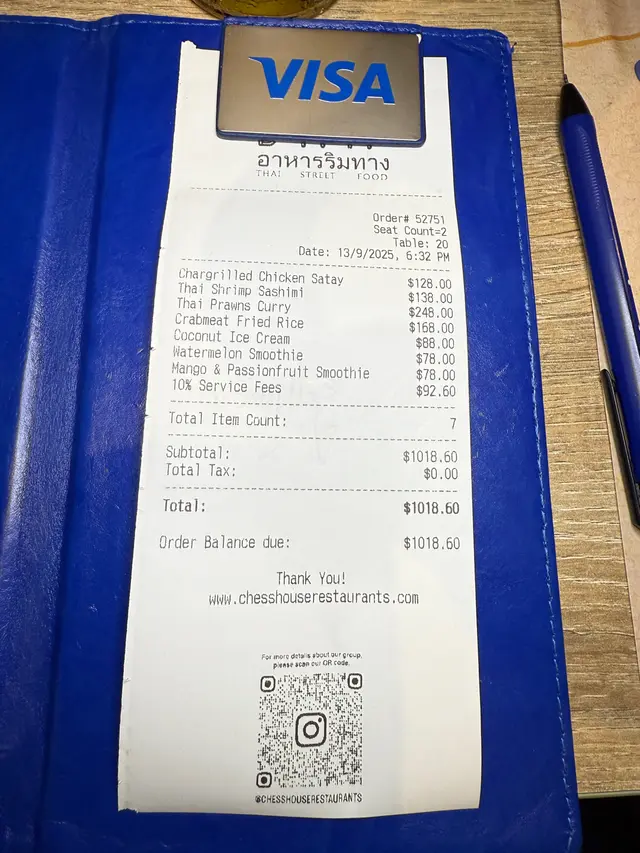 VISA
อาหารริมทาง
THAI STREET FOOD
Order# 52751
Seat Count=2
Table: 20
Date: 13/9/2025, 6:32 PM
Chargrilled Chicken Satay $128.00
Thai Shrimp Sashimi $138.00
Thai Prawns Curry $248.00
Crabmeat Fried Rice $168.00
Coconut Ice Cream $88.00
Watermelon Smoothie $78.00
Mango & Passionfruit Smoothie $78.00
10% Service Fees $92.60
Total Item Count: 7
Subtotal: $1018.60
Total Tax: $0.00
Total: $1018.60
Order Balance due: $1018.60
Thank You!
www.chesshouserestaurants.com
For more details about our group,
please scan our QR code.
@CHESSHOUSERESTAURANTS